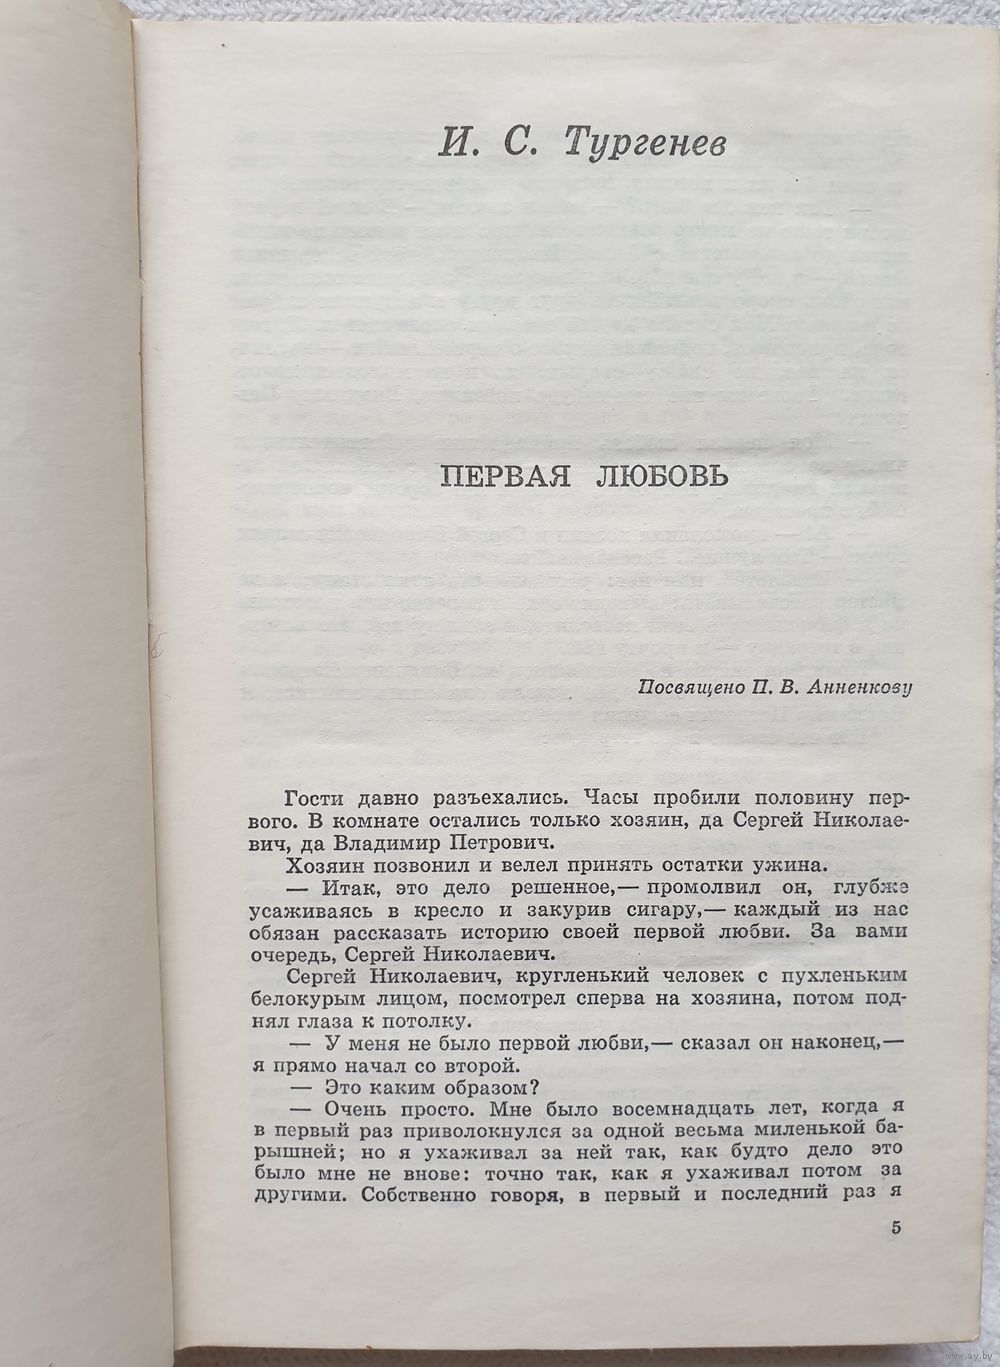 И. С. Тургенев
ПЕРВАЯ ЛЮБОВЬ
Посвящено П. В. Анненкову
Гости давно разъехались. Часы пробили половину пер-
вого. В комнате остались только хозяин, да Сергей Николае-
вич, да Владимир Петрович.
Хозяин позвонил и велел принять остатки ужина.
— Итак, это дело решенное,— промолвил он, глубже
усаживаясь в кресло и закурив сигару,— каждый из нас
обязан рассказать историю своей первой любви. За вами
очередь, Сергей Николаевич.
Сергей Николаевич, кругленький человек с пухленьким
белокурым лицом, посмотрел сперва на хозяина, потом под-
нял глаза к потолку.
— У меня не было первой любви,— сказал он наконец,—
я прямо начал со второй.
— Это каким образом?
— Очень просто. Мне было восемнадцать лет, когда я
в первый раз приволокнулся за одной весьма миленькой ба-
рышней; но я ухаживал за ней так, как будто дело это
было мне не внове: точно так, как я ухаживал потом за
другими. Собственно говоря, в первый и последний раз я
5
www.ay.by